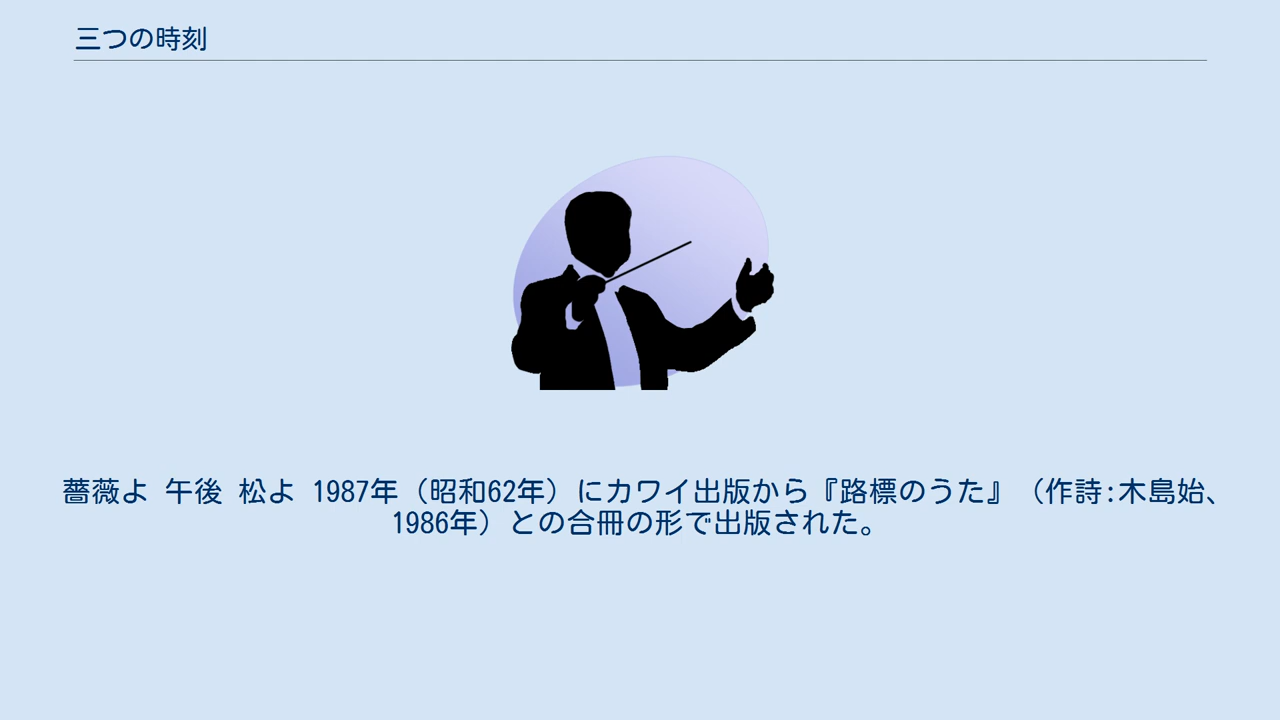 三つの時刻
薔薇よ 午後 松よ 1987年（昭和62年）にカワイ出版から『路標のうた』（作詩:木島始、
1986年）との合冊の形で出版された。